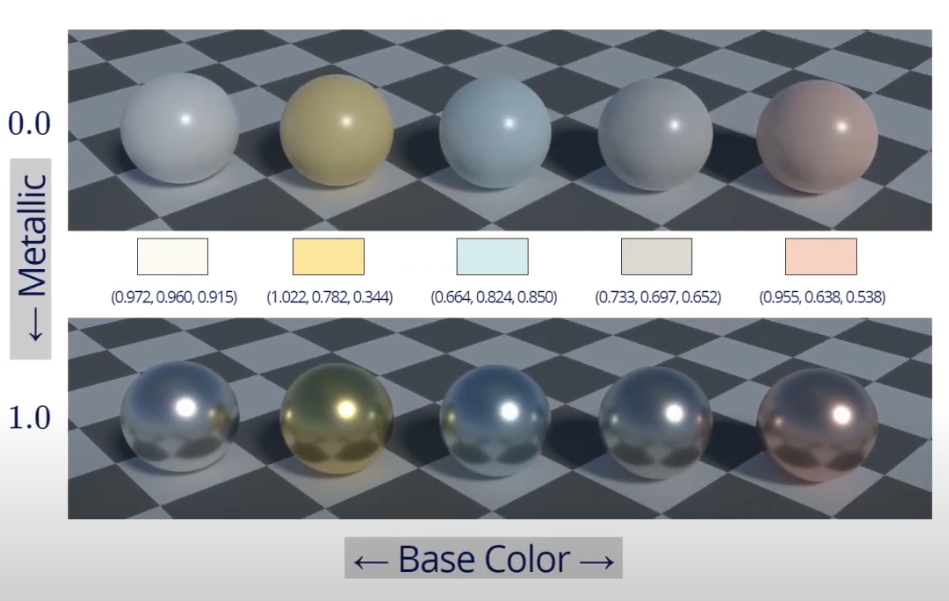 0.0
← Metallic
(0.972, 0.960, 0.915) (1.022, 0.782, 0.344) (0.664, 0.824, 0.850) (0.733, 0.697, 0.652) (0.955, 0.638, 0.538)
1.0
← Base Color →